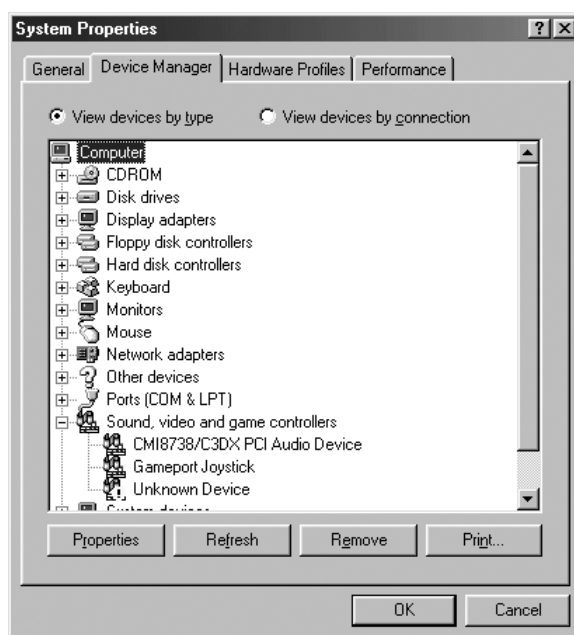 System Properties
General Device Manager Hardware Profiles Performance
View devices by type View devices by connection
Computer
CDROM
Disk drives
Display adapters
Floppy disk controllers
Hard disk controllers
Keyboard
Monitors
Mouse
Network adapters
Other devices
Ports (COM & LPT)
Sound, video and game controllers
CMI8738/C3DX PCI Audio Device
Gameport Joystick
Unknown Device
System devices
Properties Refresh Remove Print...
OK Cancel